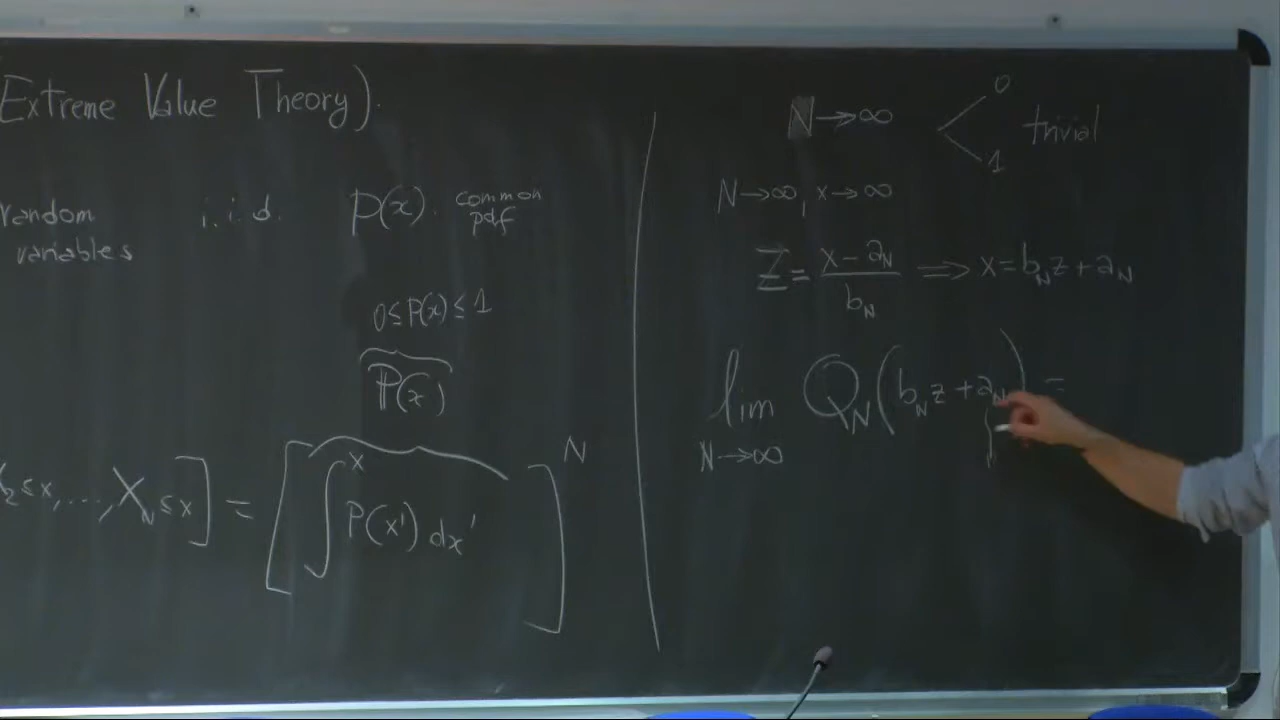 Extreme Value Theory).
random variables i.i.d. p(x). common pdf
0≤P(x)≤1
P(x)
X₂≤x,...,X_N≤x] = [∫^x P(x')dx']^N
N→∞ < 0 1 trivial
N→∞, x→∞
Z = (x-a_N)/b_N ⟹ x=b_N z+a_N
lim N→∞ Q_N(b_N z+a_N) =